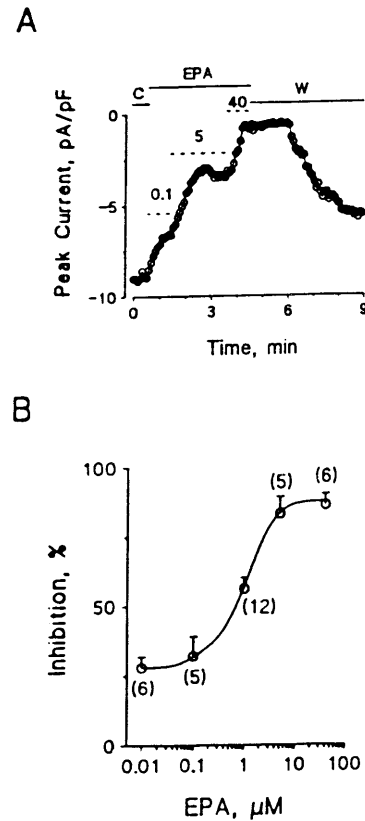 A
EPA
C
40
W
5
0.1
0
−5
−10
Peak Current, pA/pF
0 3 6 9
Time, min
B
100
50
0
Inhibition, %
(6)
(5)
(12)
(5)
(6)
0.01 0.1 1 10 100
EPA, μM